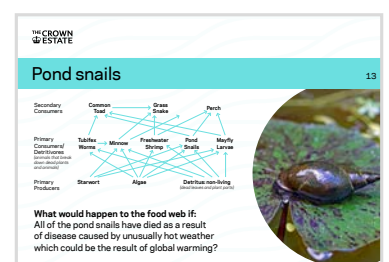 THE CROWN
ESTATE
Pond snails
13
Secondary
Consumers
Common
Toad
Grass
Snake
Perch
Primary
Consumers/
Detritivores
(animals that break
down dead plants
and animals)
Tubifex
Worms
Minnow
Freshwater
Shrimp
Pond
Snails
Mayfly
Larvae
Primary
Producers
Starwort
Algae
Detritus non-living
(dead leaves and plant parts)
What would happen to the food web if:
All of the pond snails have died as a result
of disease caused by unusually hot weather
which could be the result of global warming?